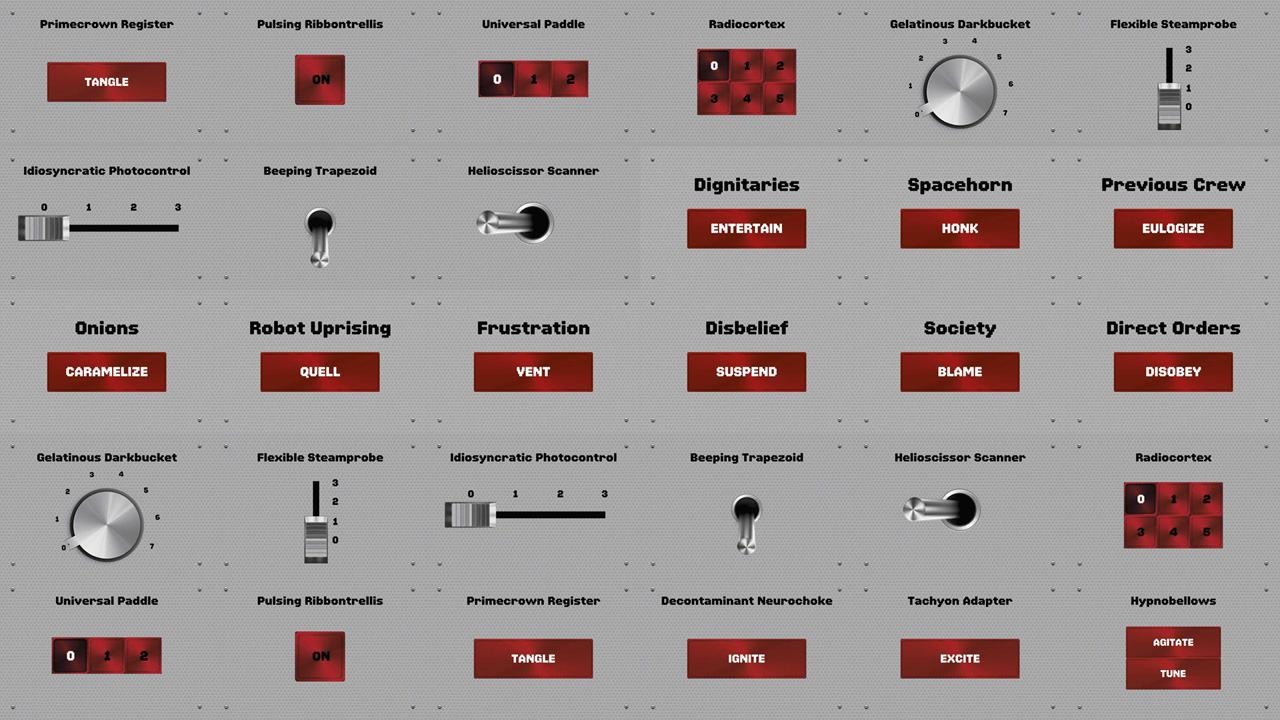 Primecrown Register
TANGLE
Pulsing Ribbontrellis
ON
Universal Paddle
0 1 2
Radiocortex
0 1 2
3 4 5
Gelatinous Darkbucket
0 1 2 3 4 5 6 7
Flexible Steamprobe
3
2
1
0
Idiosyncratic Photocontrol
0 1 2 3
Beeping Trapezoid
Helioscissor Scanner
Dignitaries
ENTERTAIN
Spacehorn
HONK
Previous Crew
EULOGIZE
Onions
CARAMELIZE
Robot Uprising
QUELL
Frustration
VENT
Disbelief
SUSPEND
Society
BLAME
Direct Orders
DISOBEY
Gelatinous Darkbucket
0 1 2 3 4 5 6 7
Flexible Steamprobe
3
2
1
0
Idiosyncratic Photocontrol
0 1 2 3
Beeping Trapezoid
Helioscissor Scanner
Radiocortex
0 1 2
3 4 5
Universal Paddle
0 1 2
Pulsing Ribbontrellis
ON
Primecrown Register
TANGLE
Decontaminant Neurochoke
IGNITE
Tachyon Adapter
EXCITE
Hypnobellows
AGITATE
TUNE